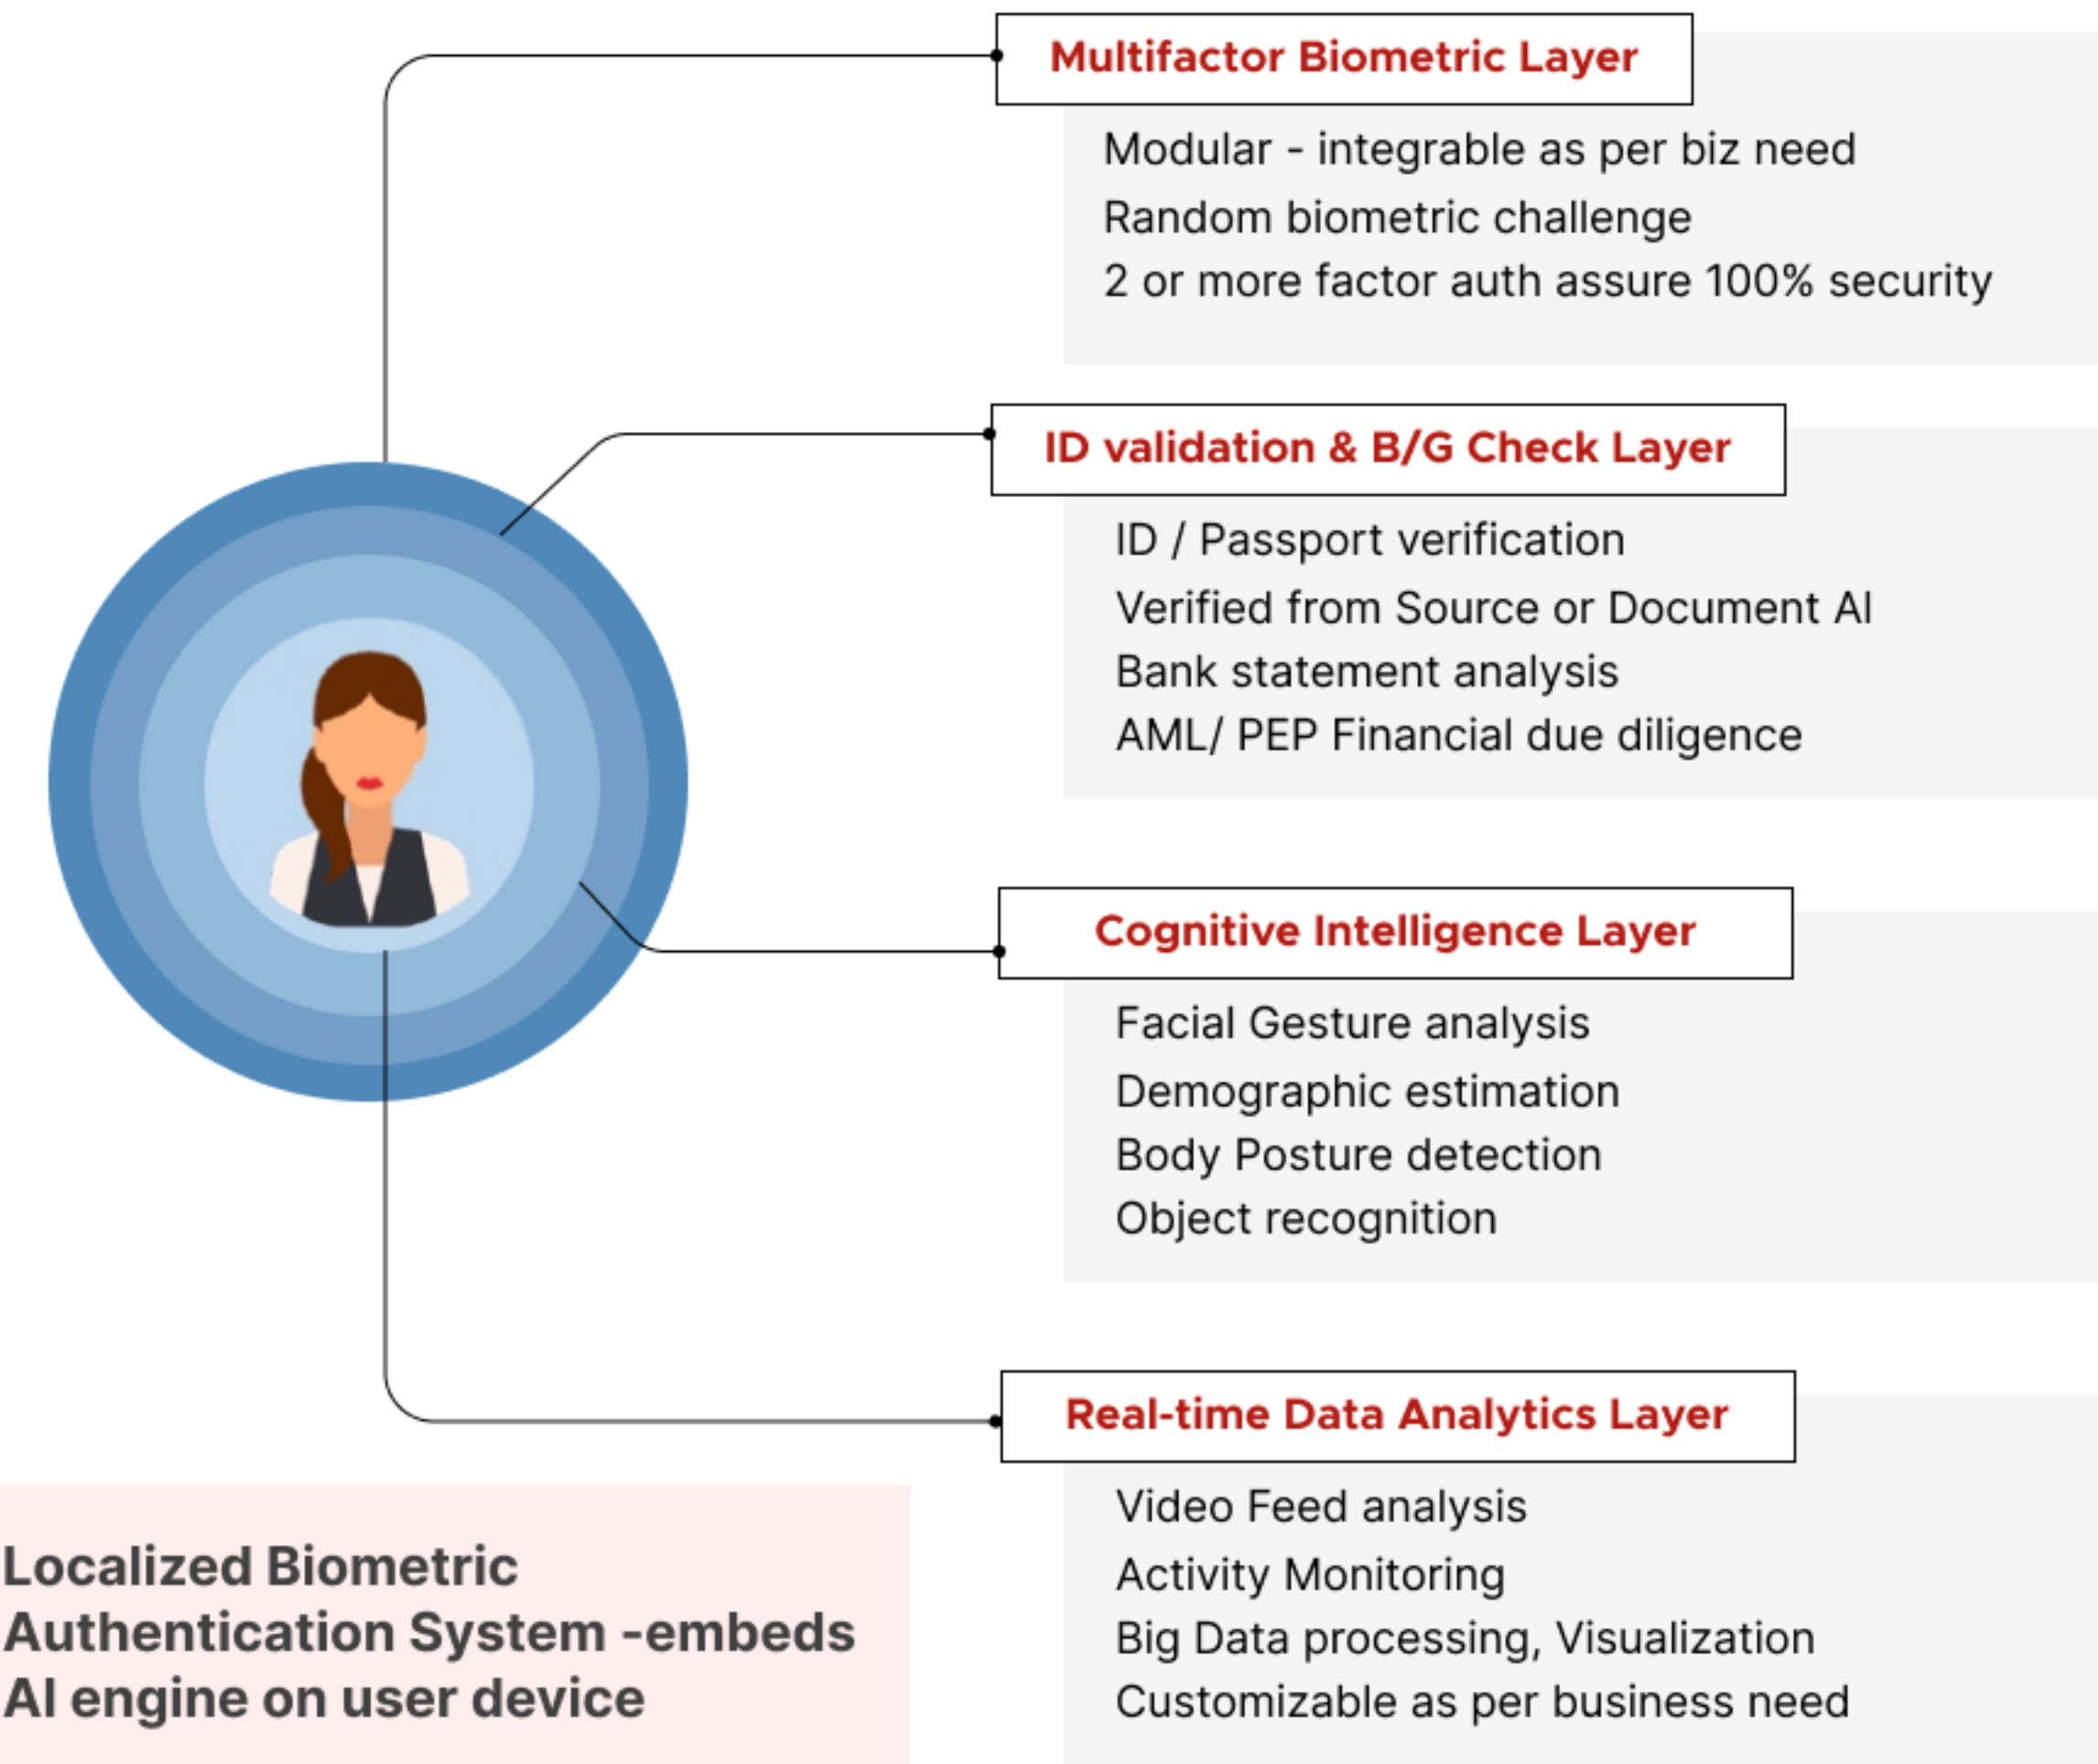 Multifactor Biometric Layer
Modular - integrable as per biz need
Random biometric challenge
2 or more factor auth assure 100% security
ID validation & B/G Check Layer
ID / Passport verification
Verified from Source or Document AI
Bank statement analysis
AML/ PEP Financial due diligence
Cognitive Intelligence Layer
Facial Gesture analysis
Demographic estimation
Body Posture detection
Object recognition
Real-time Data Analytics Layer
Video Feed analysis
Activity Monitoring
Big Data processing, Visualization
Customizable as per business need
Localized Biometric
Authentication System -embeds
AI engine on user device